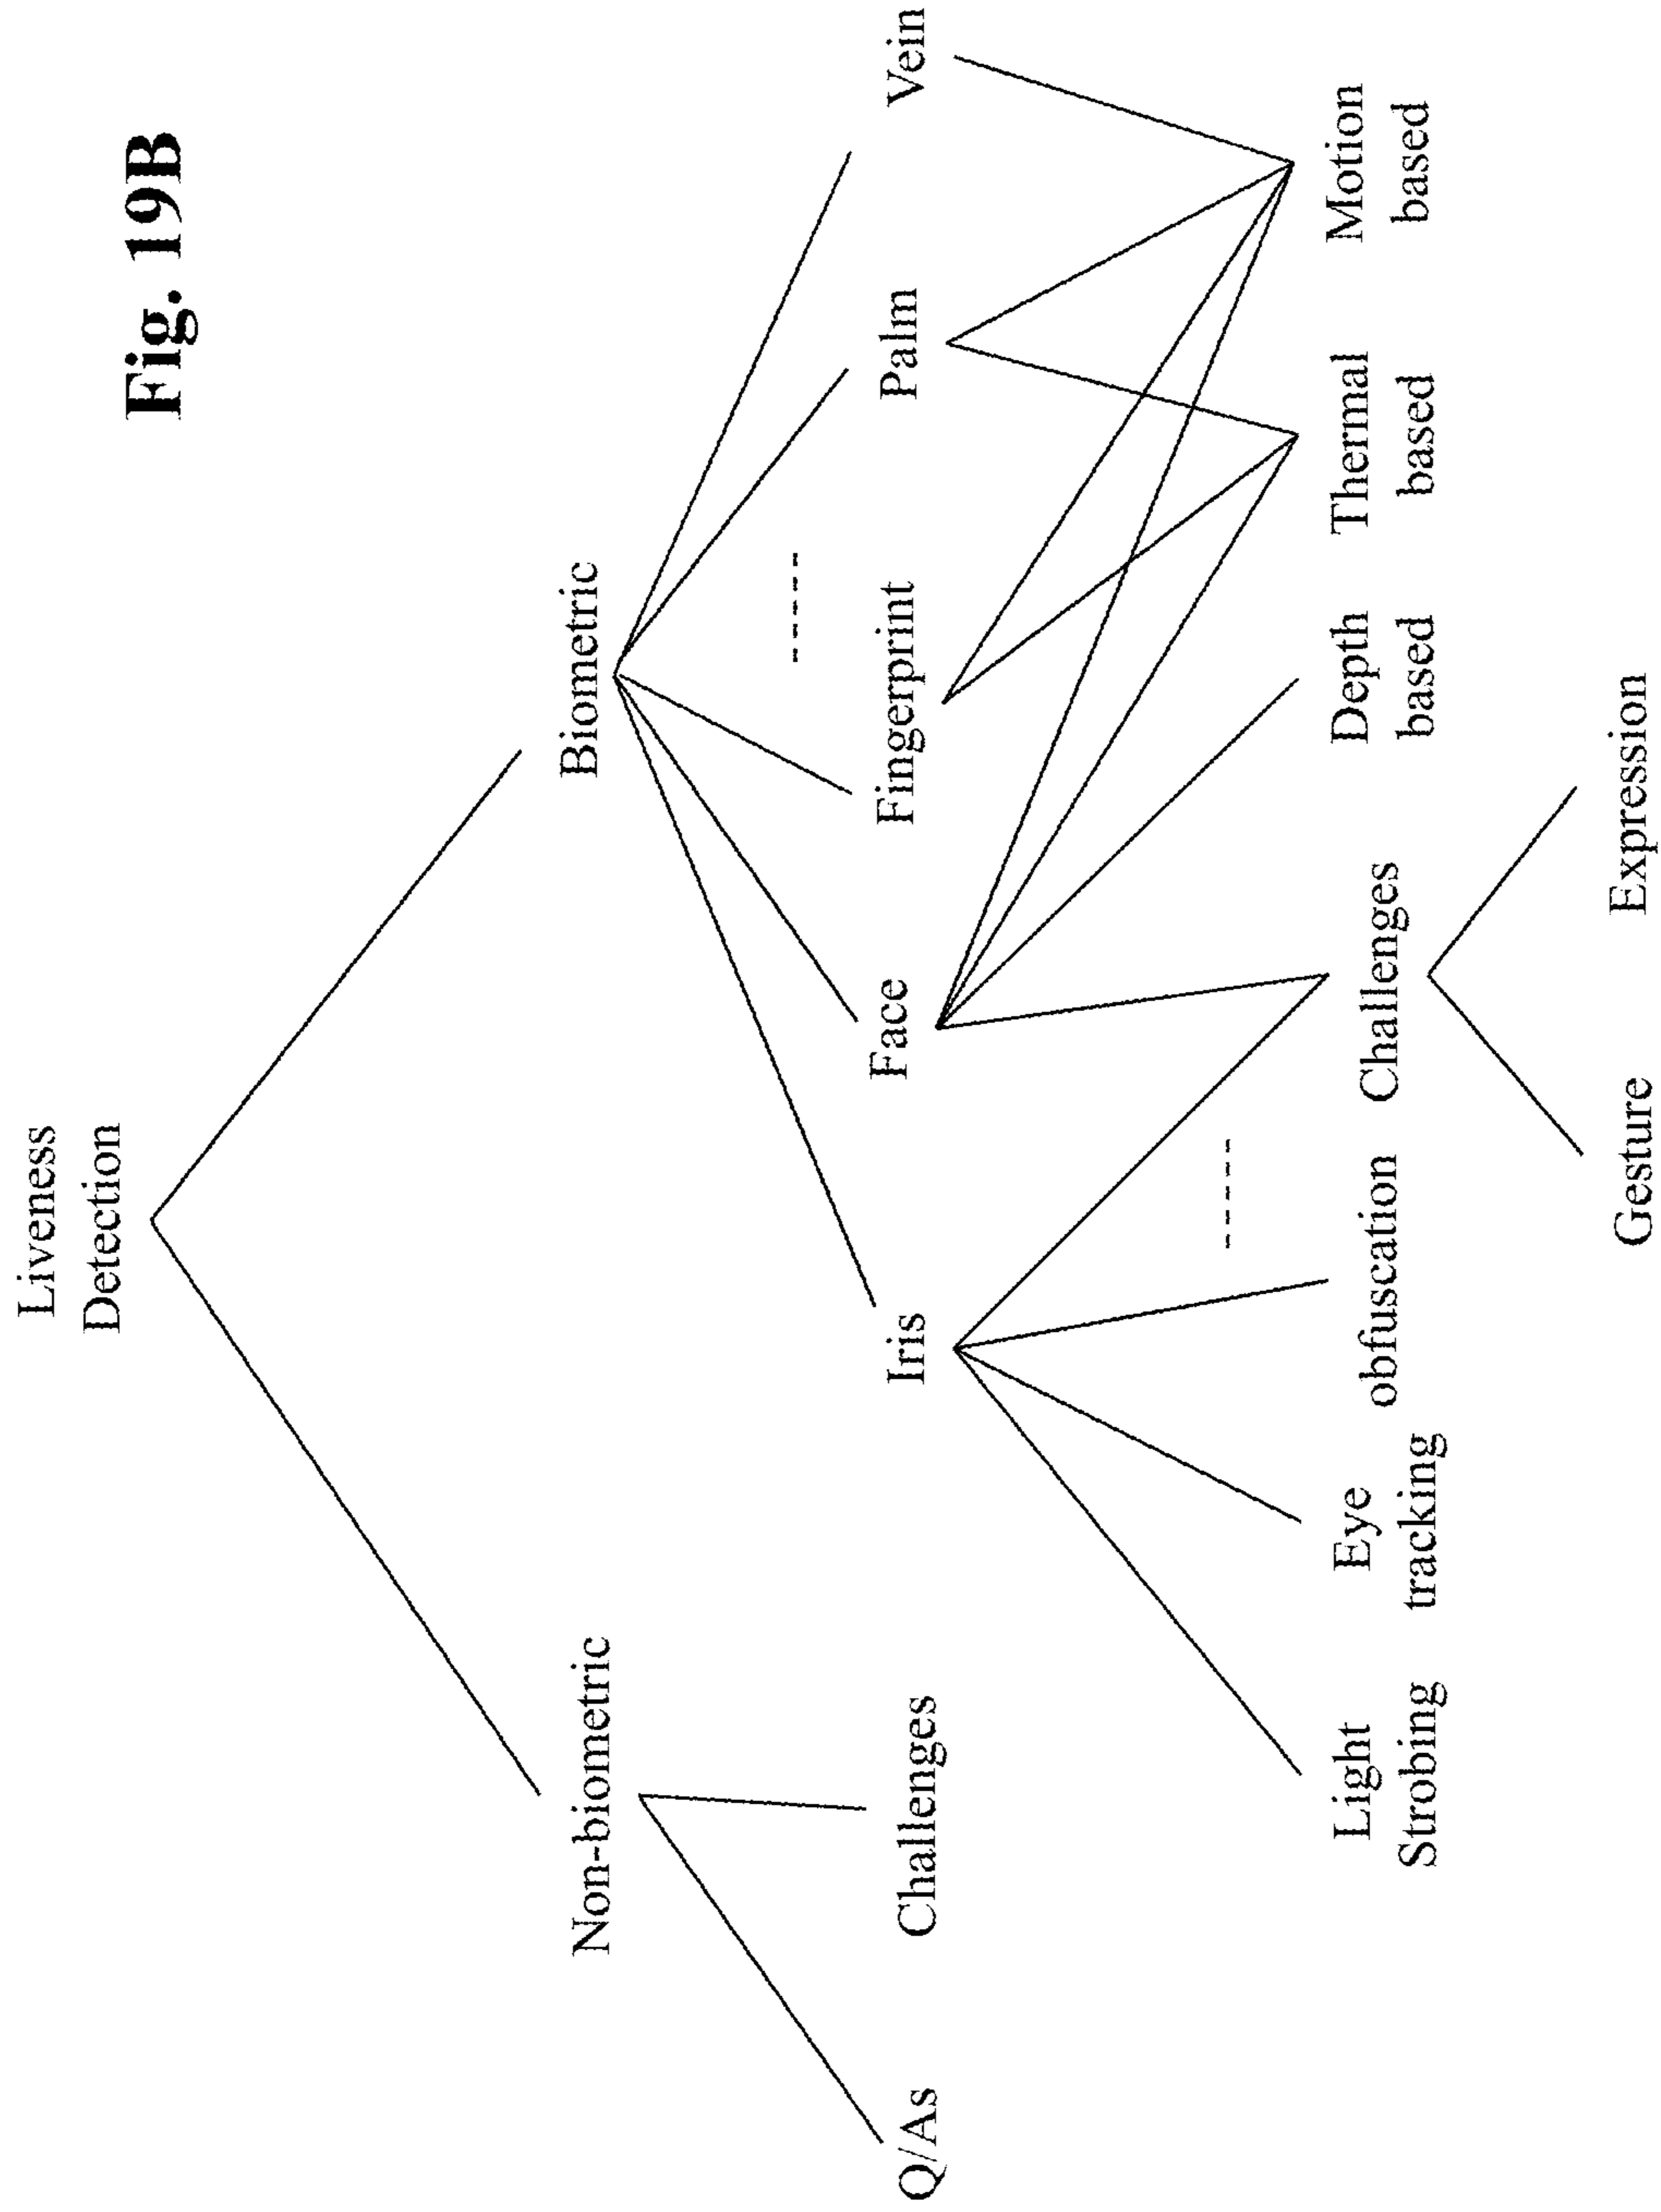 Fig. 19B
Liveness
Detection
Non-biometric
Biometric
Q/As
Challenges
Iris
Face
Fingerprint
Palm
Vein
Light
Strobing
Eye
tracking
obfuscation
Challenges
Depth
based
Thermal
based
Motion
based
Gesture
Expression